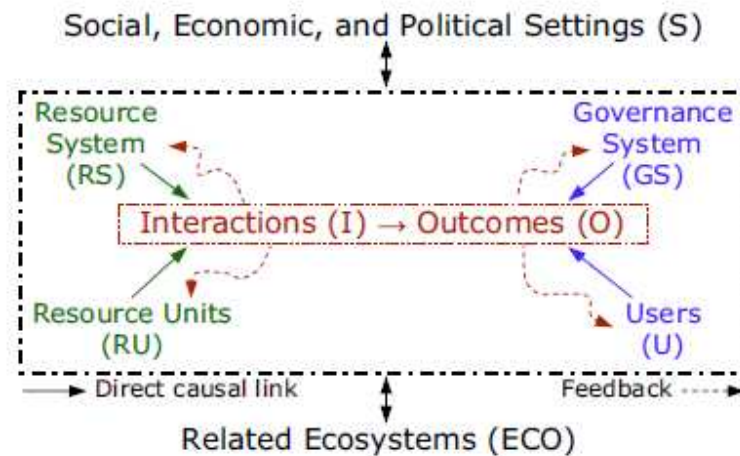 Social, Economic, and Political Settings (S)
Resource
System
(RS)
Governance
System
(GS)
Interactions (I) → Outcomes (O)
Resource Units
(RU)
Users
(U)
Direct causal link
Feedback
Related Ecosystems (ECO)